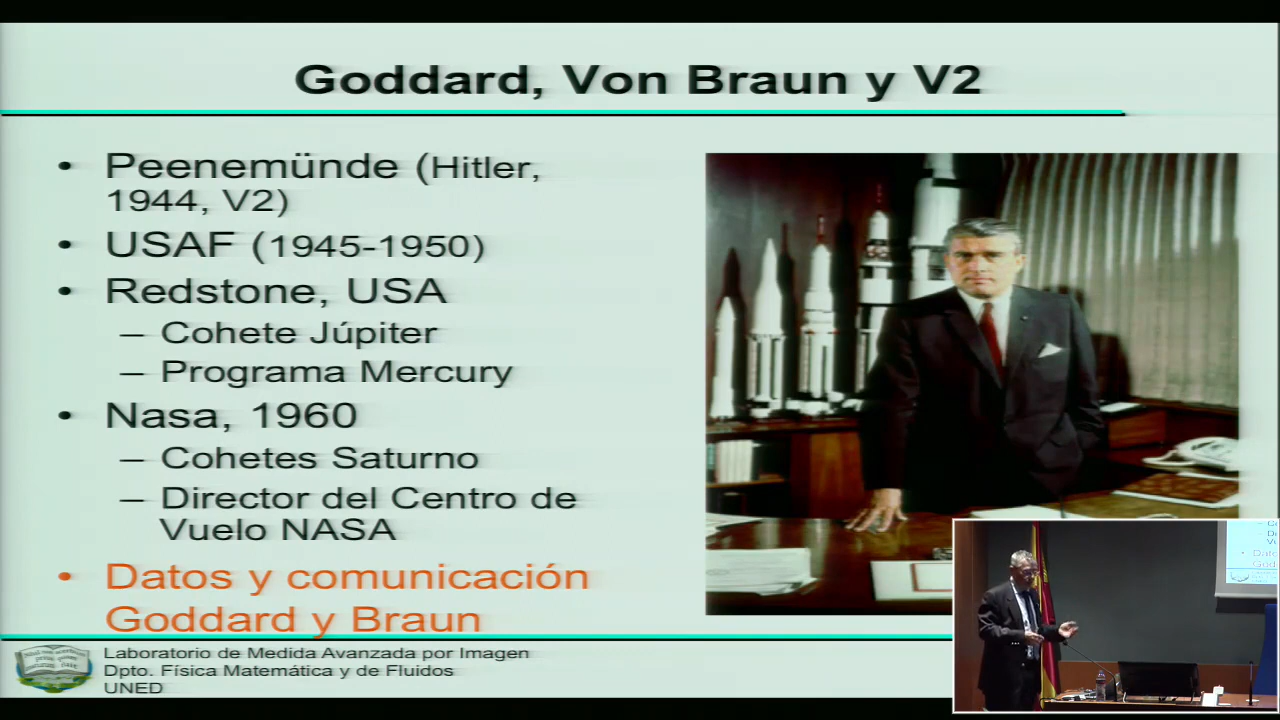 Goddard, Von Braun y V2
• Peenemünde (Hitler,
1944, V2)
• USAF (1945-1950)
• Redstone, USA
– Cohete Júpiter
– Programa Mercury
• Nasa, 1960
– Cohetes Saturno
– Director del Centro de
Vuelo NASA
• Datos y comunicación
Goddard y Braun
Laboratorio de Medida Avanzada por Imagen
Dpto. Física Matemática y de Fluidos
UNED